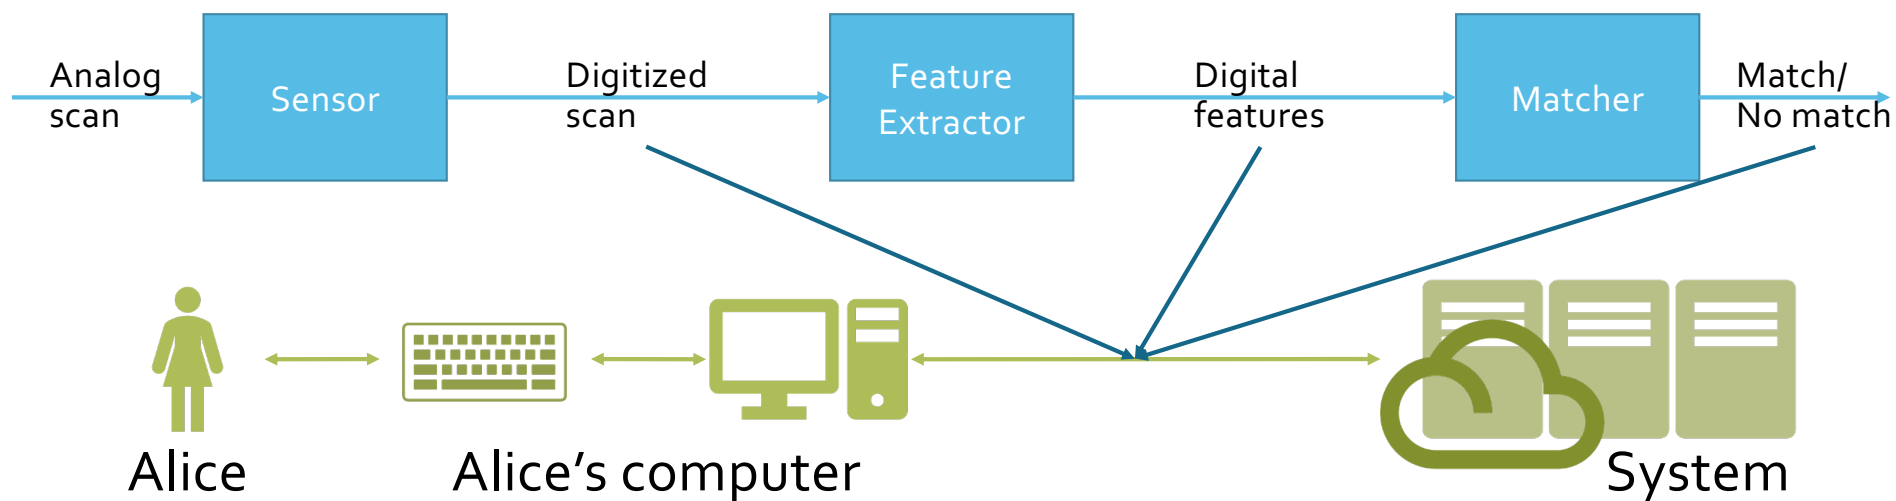 Analog
scan
Sensor
Digitized
scan
Feature
Extractor
Digital
features
Matcher
Match/
No match
Alice
Alice's computer
System